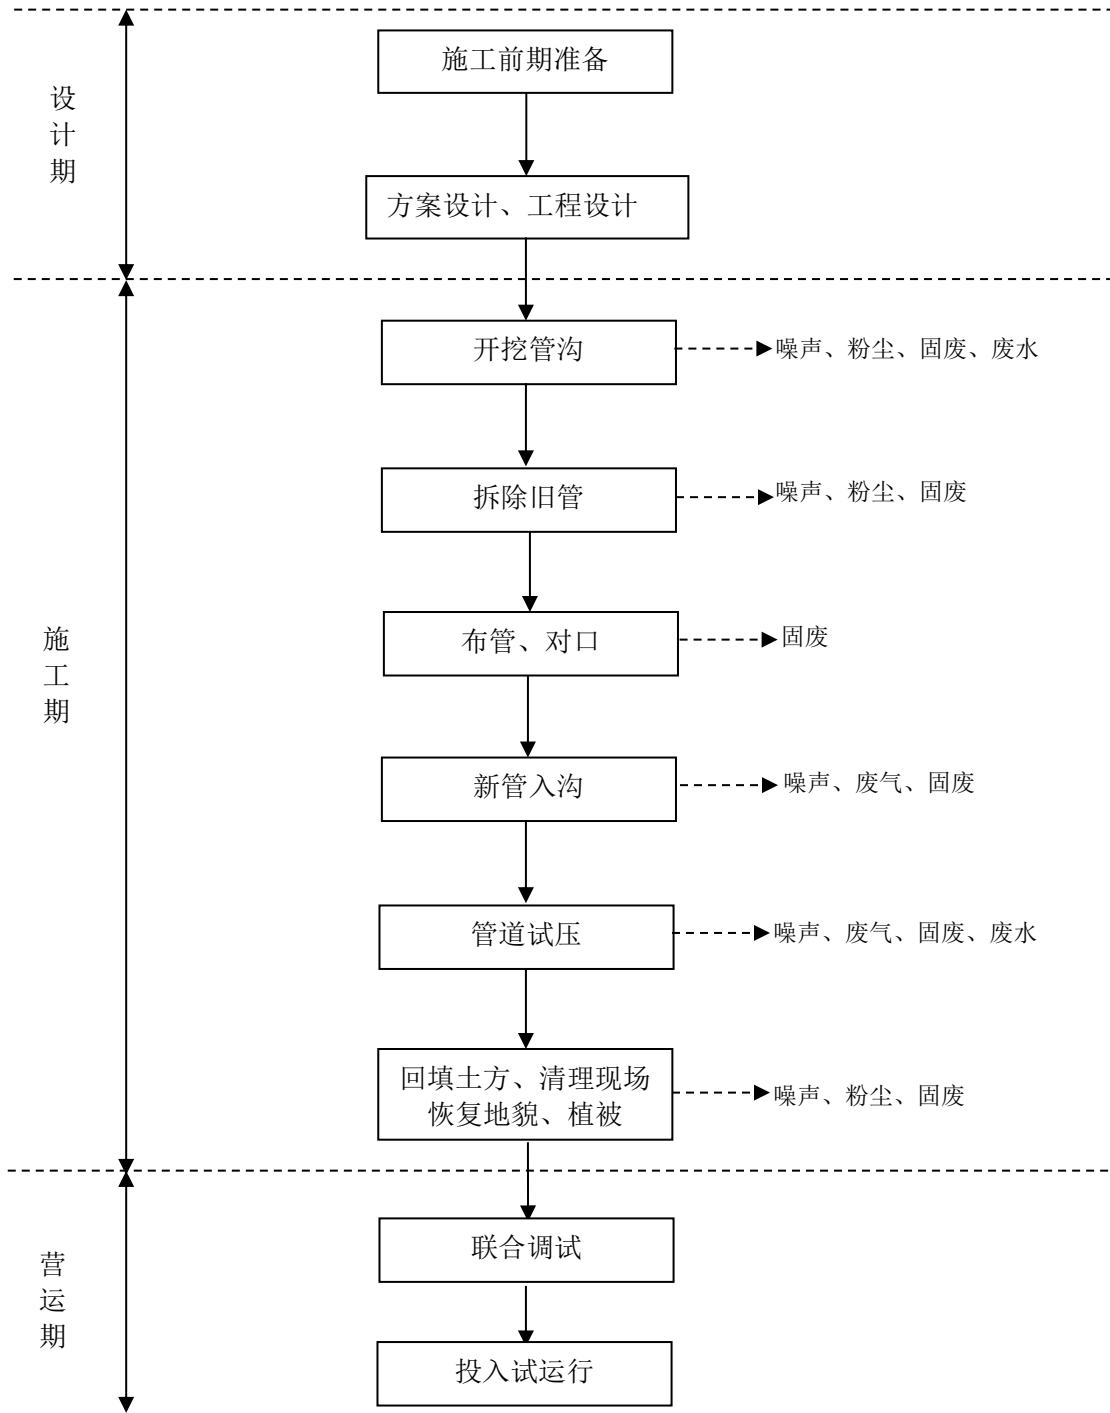 施工前期准备
设计期
方案设计、工程设计
开挖管沟
噪声、粉尘、固废、废水
拆除旧管
噪声、粉尘、固废
施工期
布管、对口
固废
新管入沟
噪声、废气、固废
管道试压
噪声、废气、固废、废水
回填土方、清理现场
恢复地貌、植被
噪声、粉尘、固废
营运期
联合调试
投入试运行